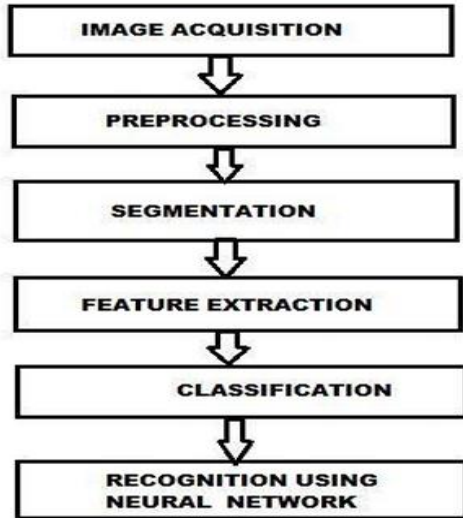 IMAGE ACQUISITION
PREPROCESSING
SEGMENTATION
FEATURE EXTRACTION
CLASSIFICATION
RECOGNITION USING
NEURAL NETWORK